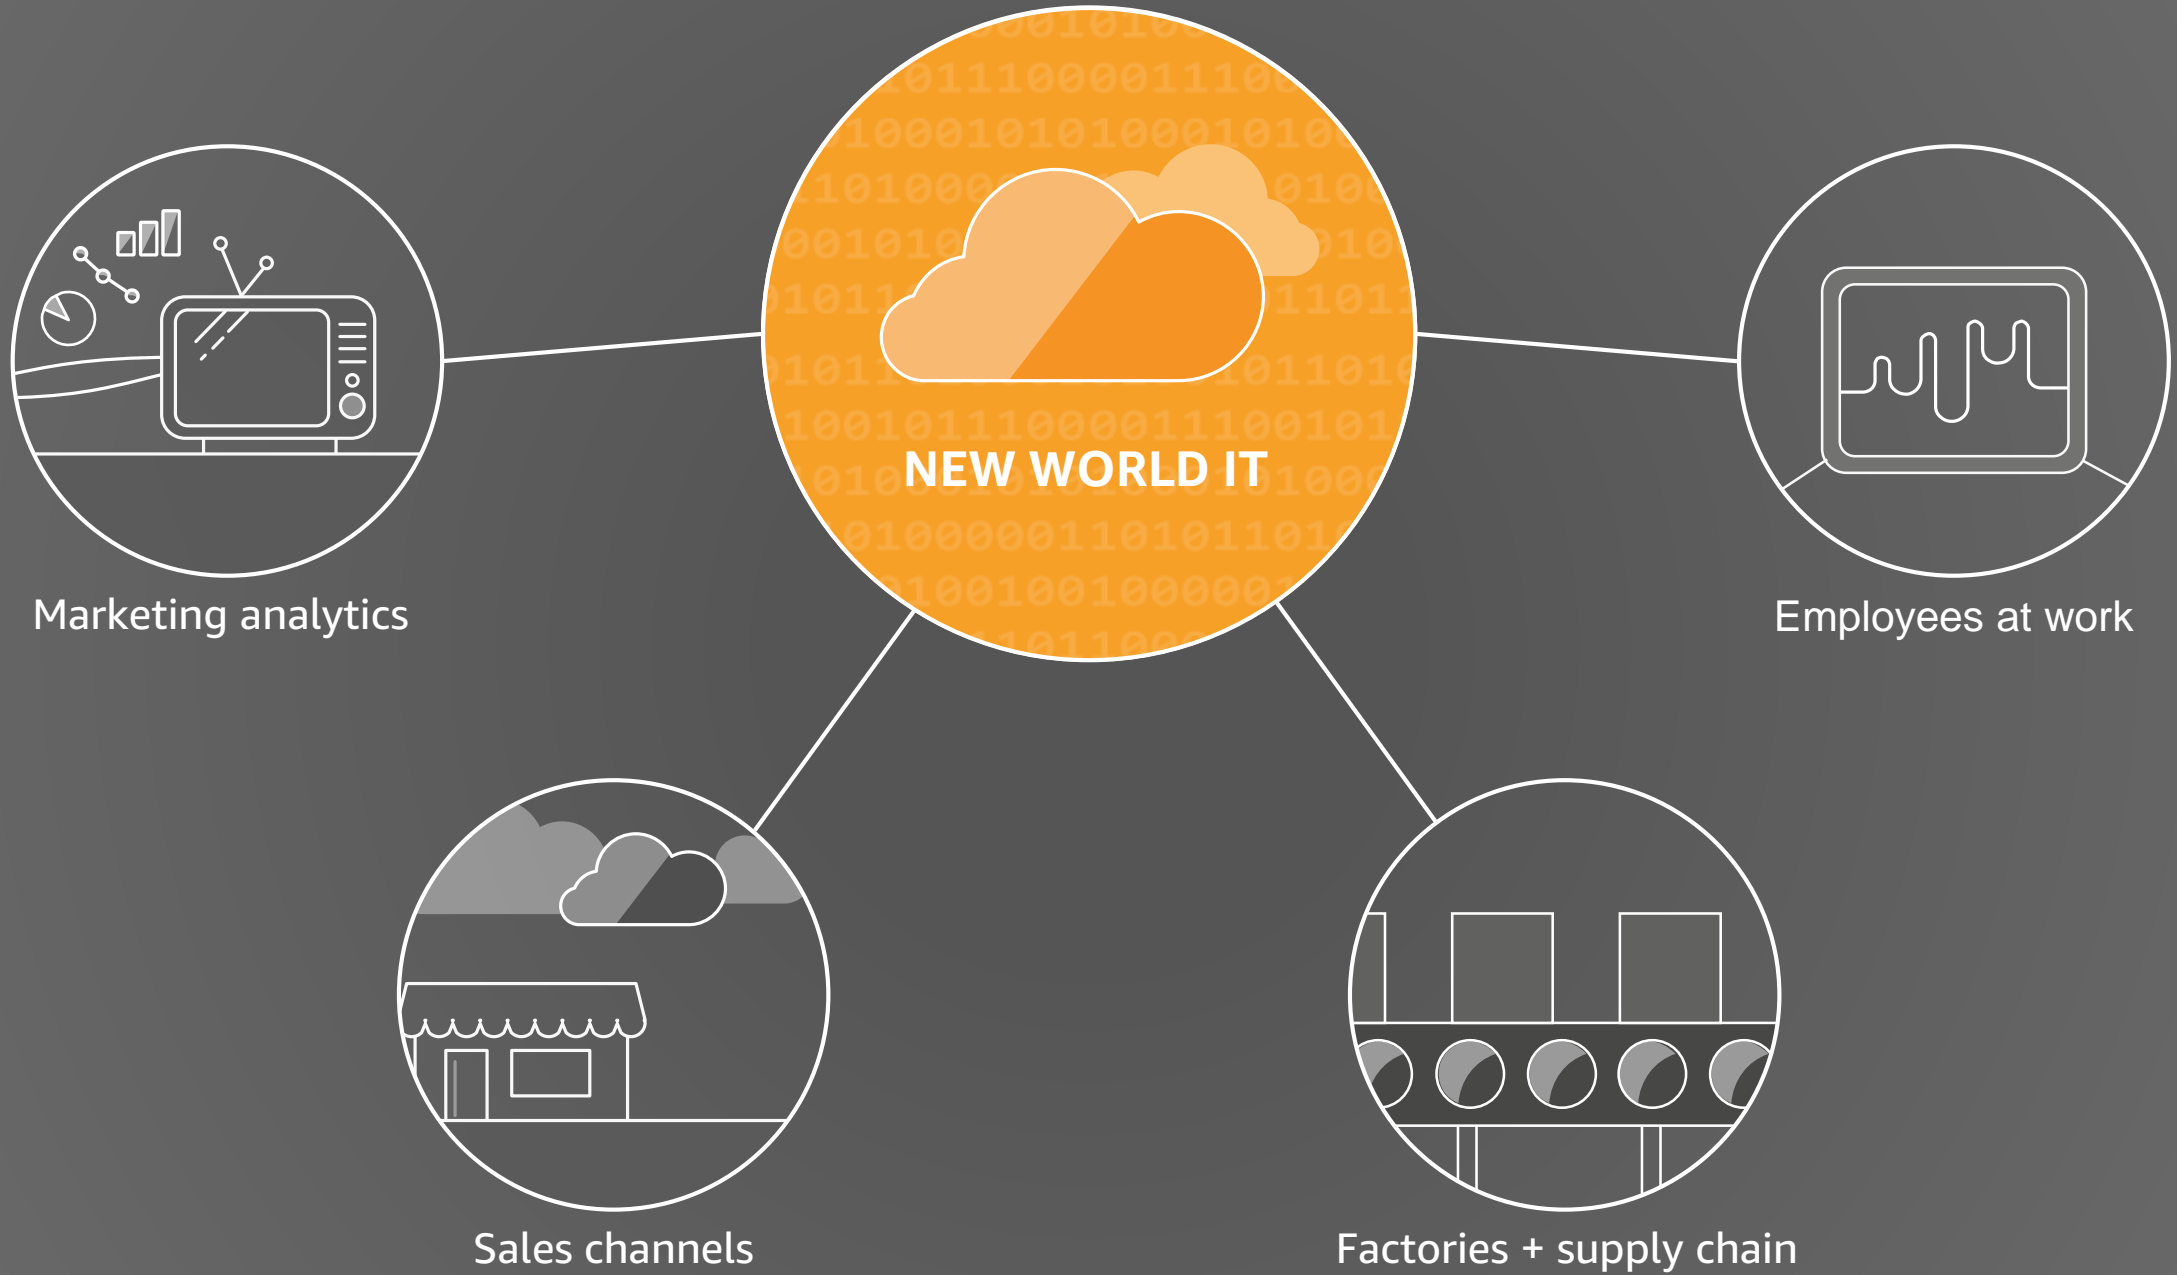 NEW WORLD IT
Marketing analytics
Employees at work
Sales channels
Factories + supply chain